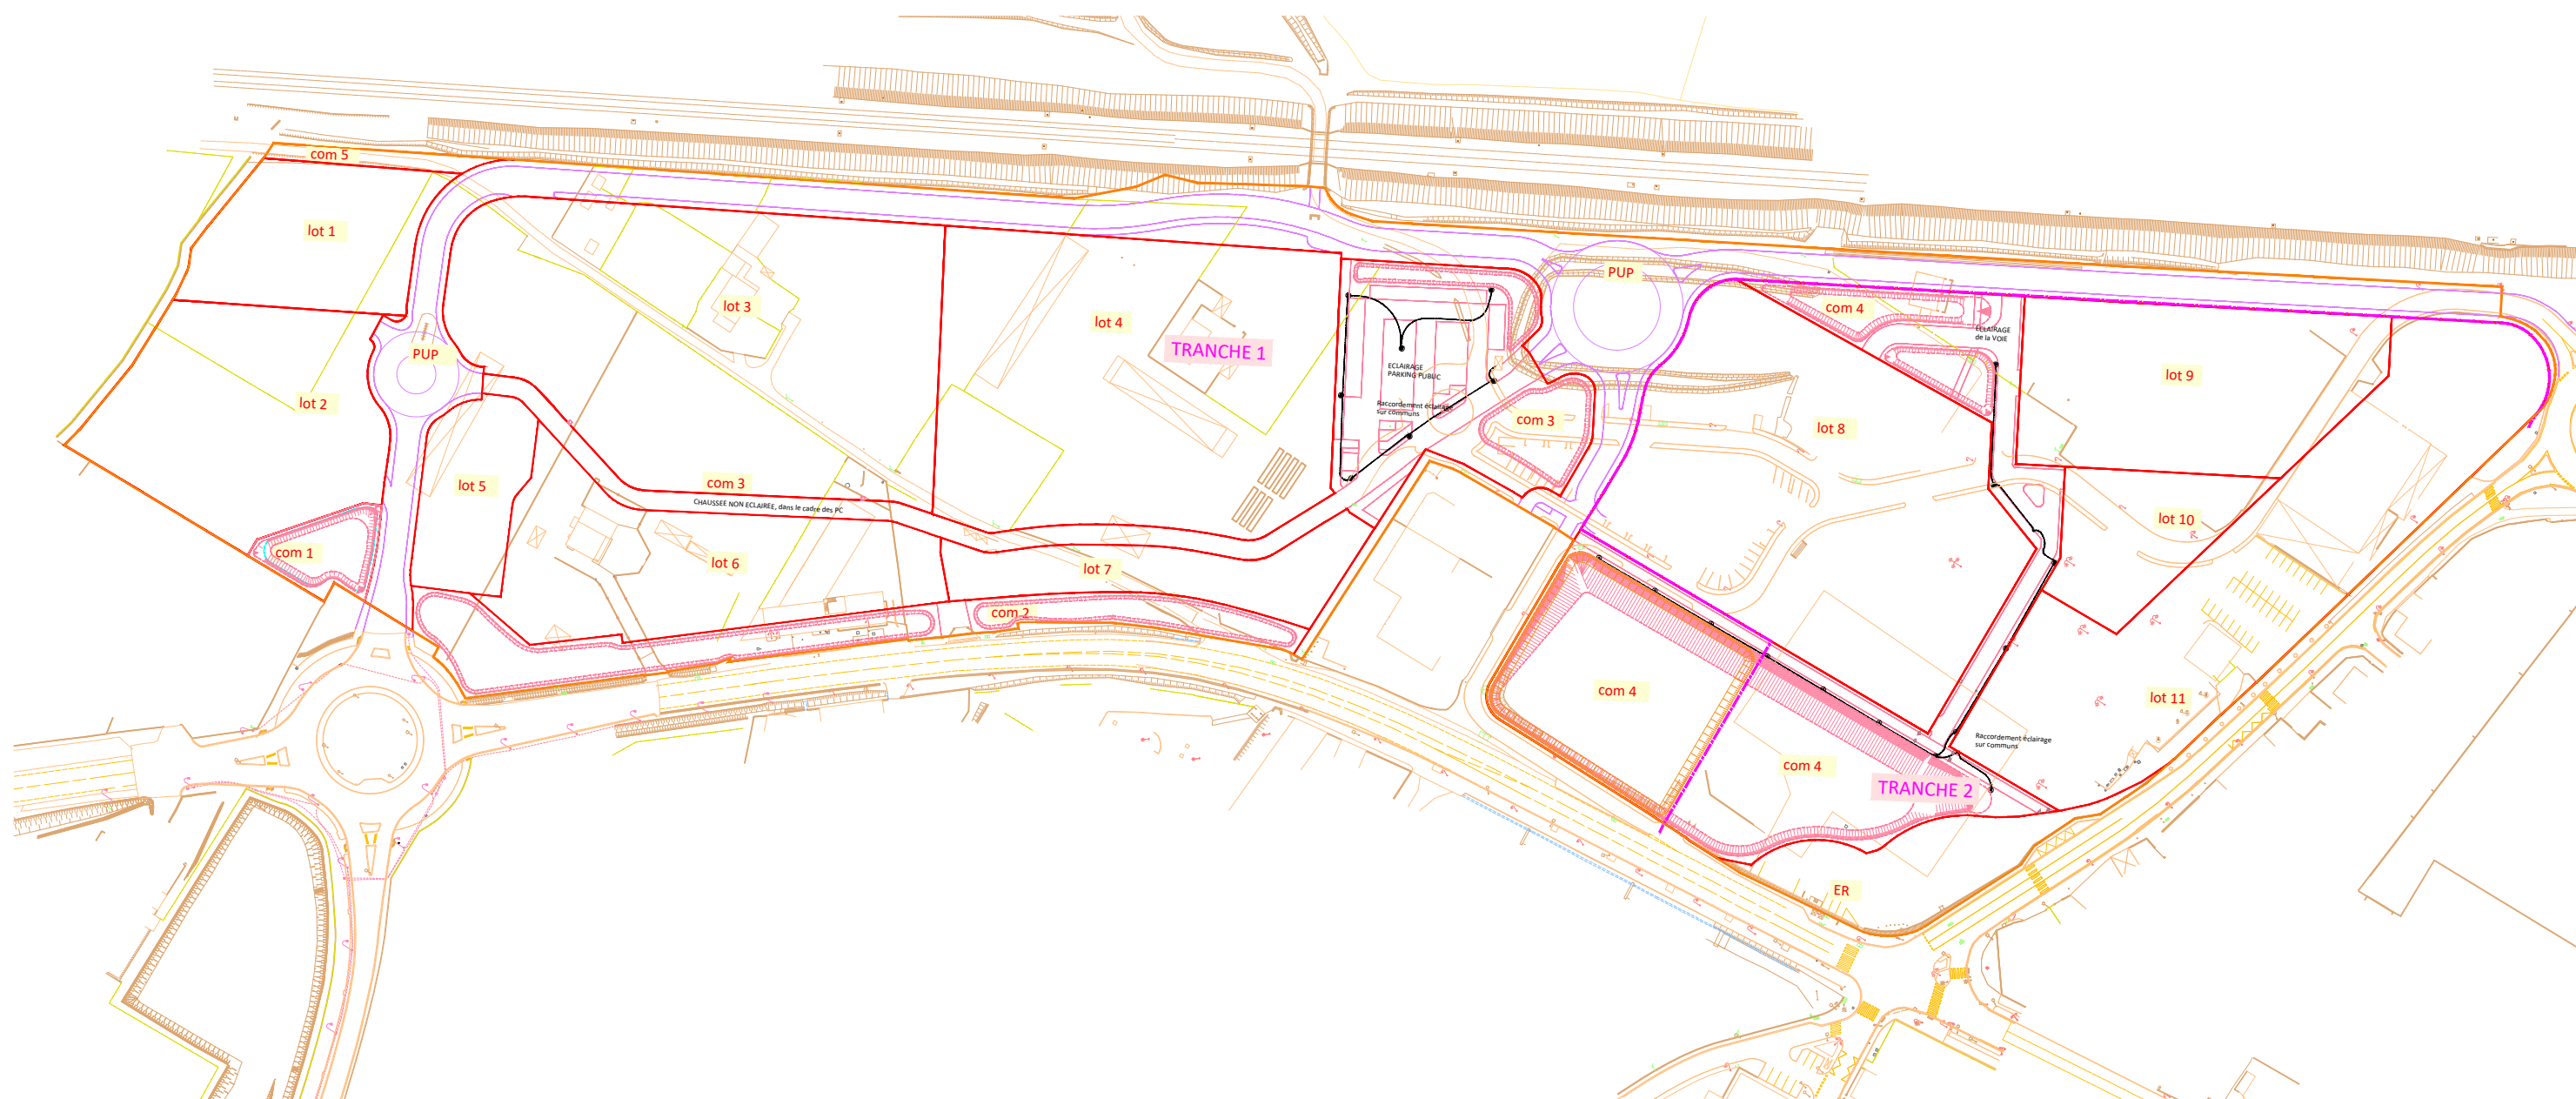 com 5
lot 1
PUP
lot 3
com 4
lot 4
ECLAIRAGE
de la VOIE
TRANCHE 1
PUP
ECLAIRAGE
PARKING PUBLIC
lot 9
lot 2
Raccordement éclairage
sur communs
com 3
lot 8
lot 5
com 3
CHAUSSEE NON ECLAIREE, dans le cadre des PC
lot 10
com 1
lot 6
lot 7
com 2
com 4
lot 11
Raccordement éclairage
sur communs
com 4
TRANCHE 2
ER